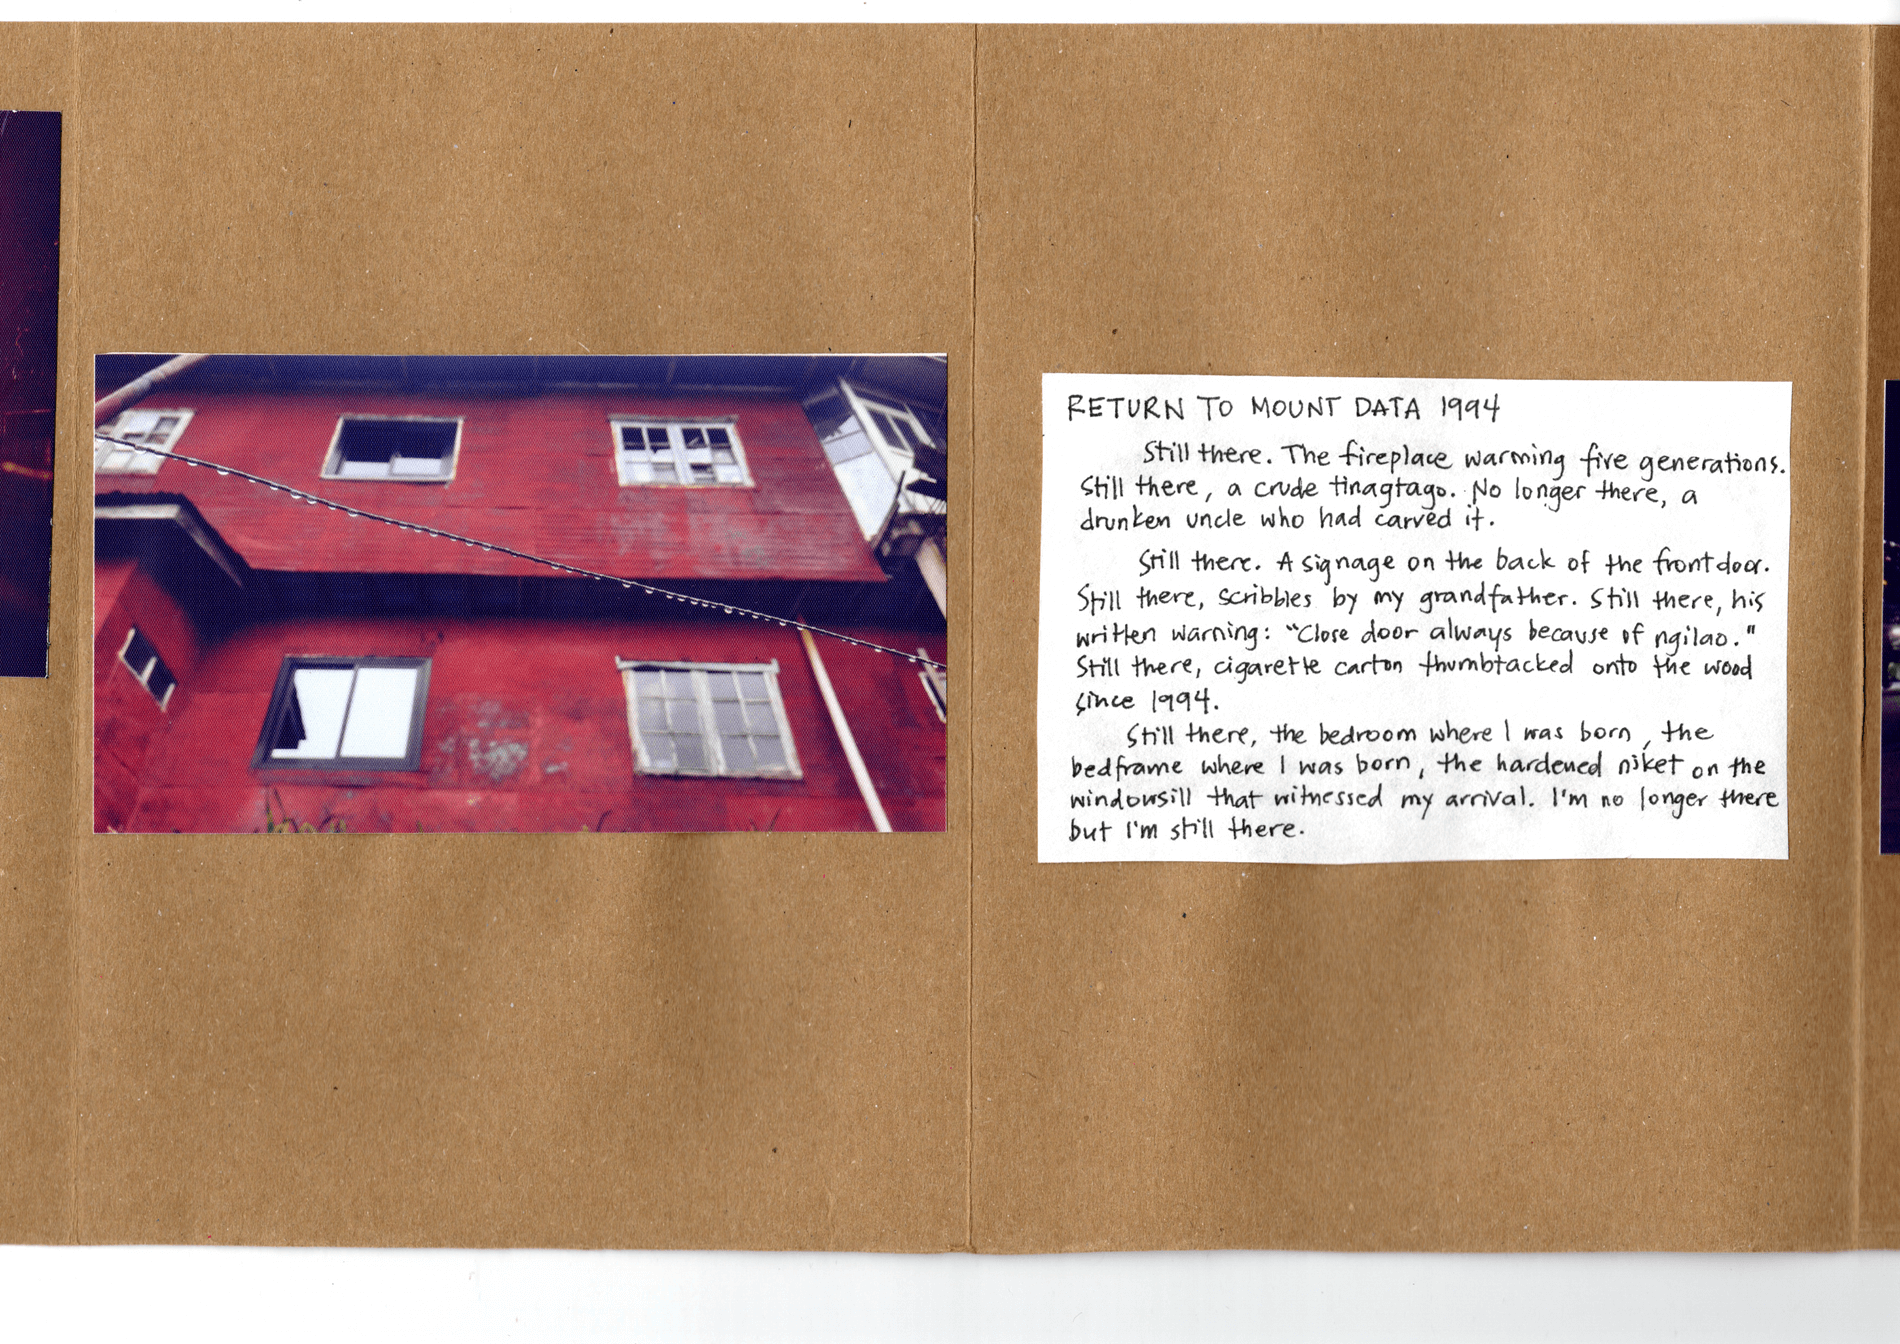 RETURN TO MOUNT DATA 1994
Still there. The fireplace warming five generations.
Still there, a crude tinagtago. No longer there, a
drunken uncle who had carved it.
Still there. A signage on the back of the front door.
Still there, scribbles by my grandfather. Still there, his
written warning: "Close door always because of ngilao."
Still there, cigarette carton thumbtacked onto the wood
since 1994.
Still there, the bedroom where I was born, the
bedframe where I was born, the hardened niket on the
windowsill that witnessed my arrival. I'm no longer there
but I'm still there.